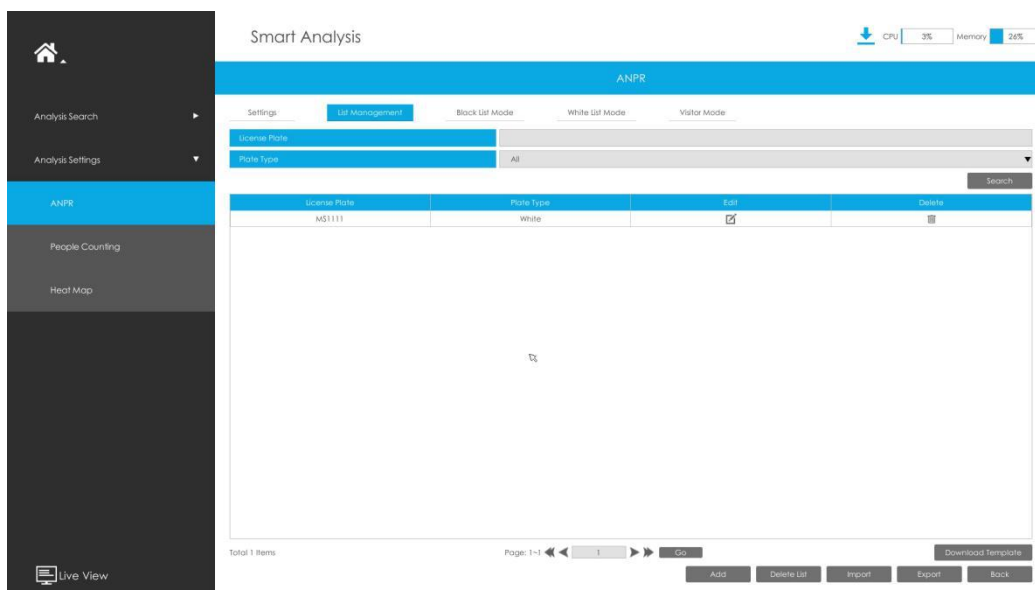 Smart Analysis
CPU 3% Memory 26%
ANPR
Analysis Search
Analysis Settings
ANPR
People Counting
Heat Map
Live View
Settings List Management Black List Mode White List Mode Visitor Mode
License Plate
Plate Type All
Search
License Plate Plate Type Edit Delete
MS1111 White
Total 1 Items Page: 1~1 1 Go Download Template
Add Delete List Import Export Back